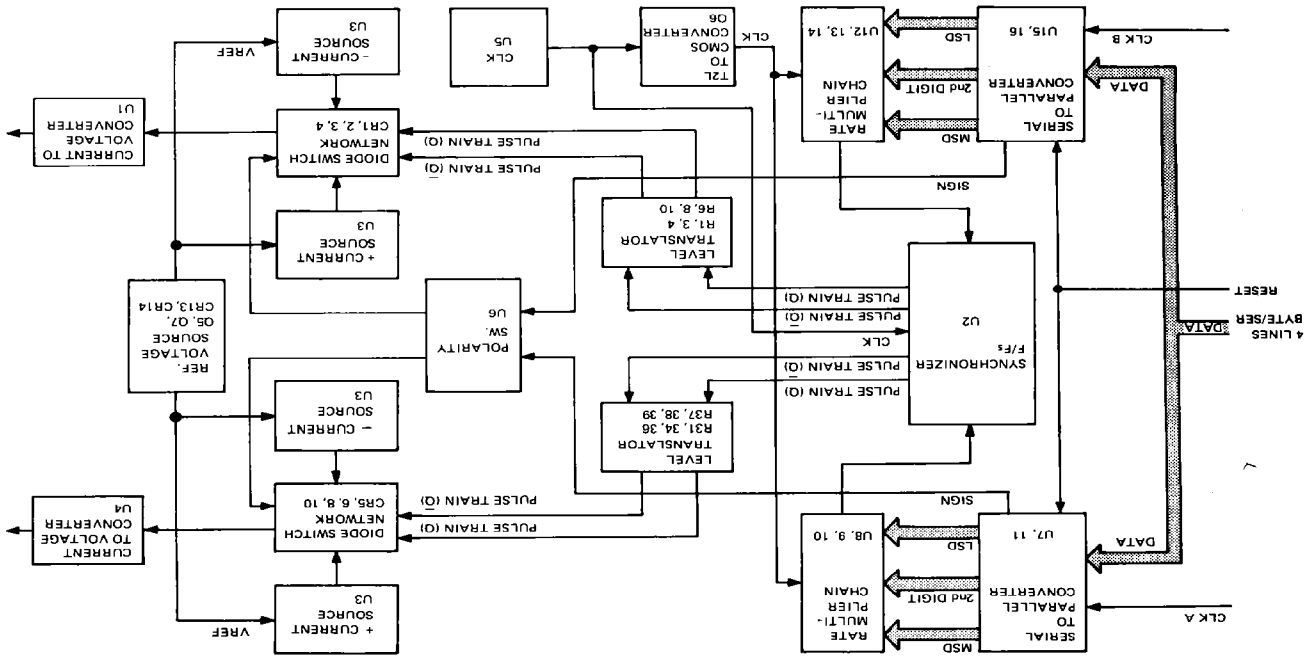 CLK A
DATA
SERIAL
TO
PARALLEL
CONVERTER
U7, 11
MSD
2nd DIGIT
LSD
SIGN
RATE
MULTI-
PLIER
CHAIN
U8, 9, 10
+ CURRENT
SOURCE
U3
VREF
PULSE TRAIN (Q)
PULSE TRAIN (Q̅)
DIODE SWITCH
NETWORK
CR5, 6, 8, 10
CURRENT
TO VOLTAGE
CONVERTER
U4
LEVEL
TRANSLATOR
R31, 34, 36
R37, 38, 39
− CURRENT
SOURCE
U3
4 LINES
BYTE/SER
DATA
RESET
SYNCHRONIZER
F/Fs
U2
PULSE TRAIN (Q̅)
PULSE TRAIN (Q)
CLK
PULSE TRAIN (Q̅)
PULSE TRAIN (Q)
POLARITY
SW.
U6
REF.
VOLTAGE
SOURCE
Q5, Q7,
CR13, CR14
LEVEL
TRANSLATOR
R1, 3, 4
R6, 8, 10
+ CURRENT
SOURCE
U3
SIGN
PULSE TRAIN (Q̅)
PULSE TRAIN (Q)
DIODE SWITCH
NETWORK
CR1, 2, 3, 4
CURRENT TO
VOLTAGE
CONVERTER
U1
DATA
CLK B
SERIAL
TO
PARALLEL
CONVERTER
U15, 16
MSD
2nd DIGIT
LSD
RATE
MULTI-
PLIER
CHAIN
U12, 13, 14
CLK
T2L
TO
CMOS
CONVERTER
Q6
CLK
U5
− CURRENT
SOURCE
U3
VREF